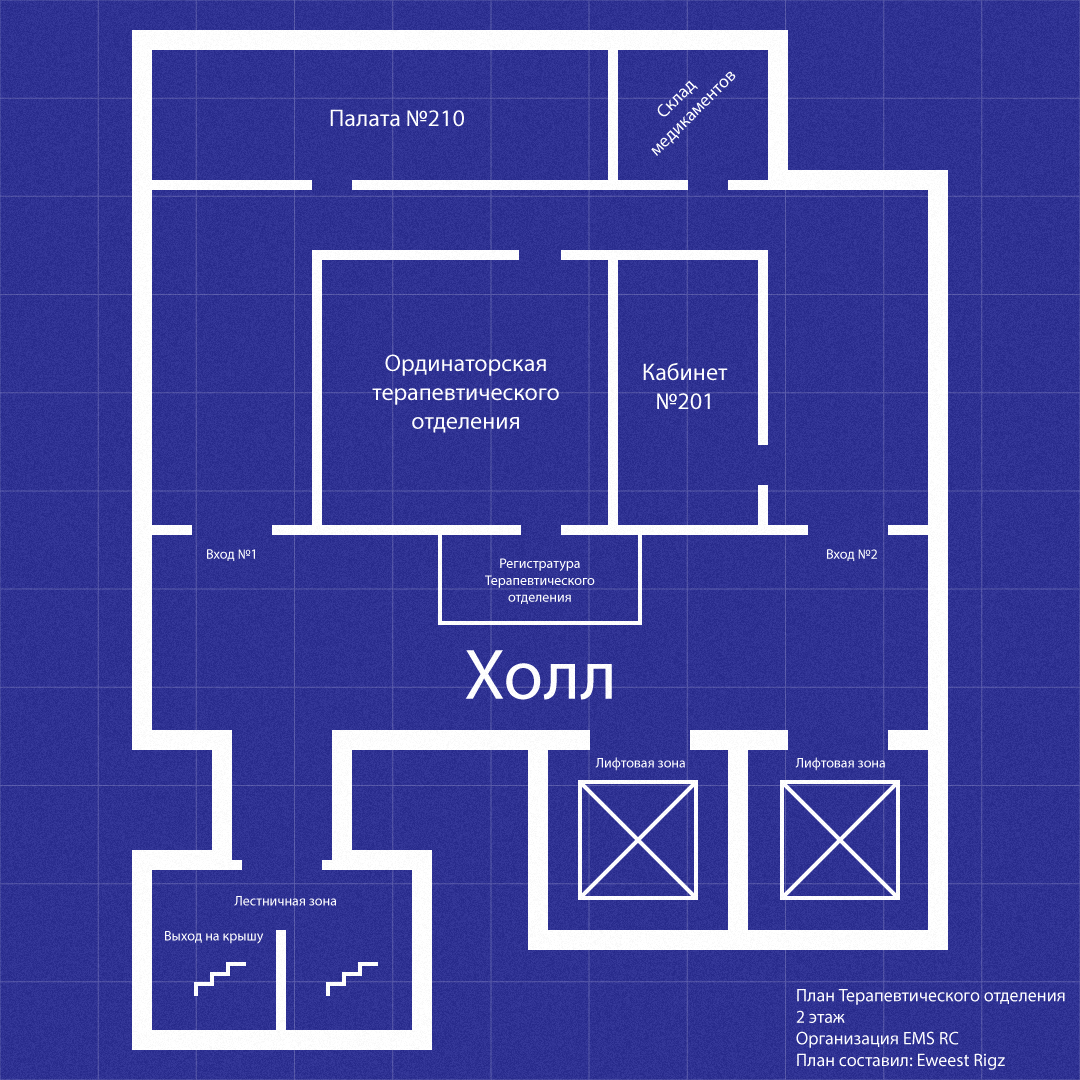 Палата №210
Склад
медикаментов
Ординаторская
терапевтического
отделения
Кабинет
№201
Вход №1
Регистратура
Терапевтического
отделения
Вход №2
Холл
Лифтовая зона
Лифтовая зона
Лестничная зона
Выход на крышу
План Терапевтического отделения
2 этаж
Организация EMS RC
План составил: Eweest Rigz